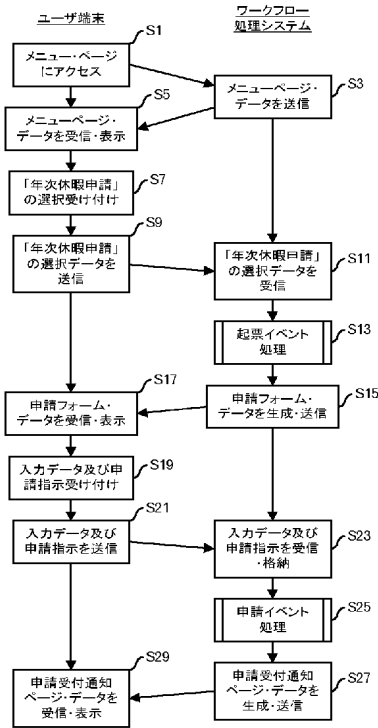 ユーザ端末
ワークフロー
処理システム
S1
メニュー・ページ
にアクセス
S3
メニューページ・
データを送信
S5
メニューページ・
データを受信・表示
S7
「年次休暇申請」
の選択受け付け
S9
「年次休暇申請」
の選択データを
送信
S11
「年次休暇申請」
の選択データを
受信
S13
起票イベント
処理
S15
申請フォーム・
データを生成・送信
S17
申請フォーム・
データを受信・表示
S19
入力データ及び申
請指示受け付け
S21
入力データ及び
申請指示を送信
S23
入力データ及び
申請指示を受信
・格納
S25
申請イベント
処理
S27
申請受付通知
ページ・データを
生成・送信
S29
申請受付通知
ページ・データを
受信・表示